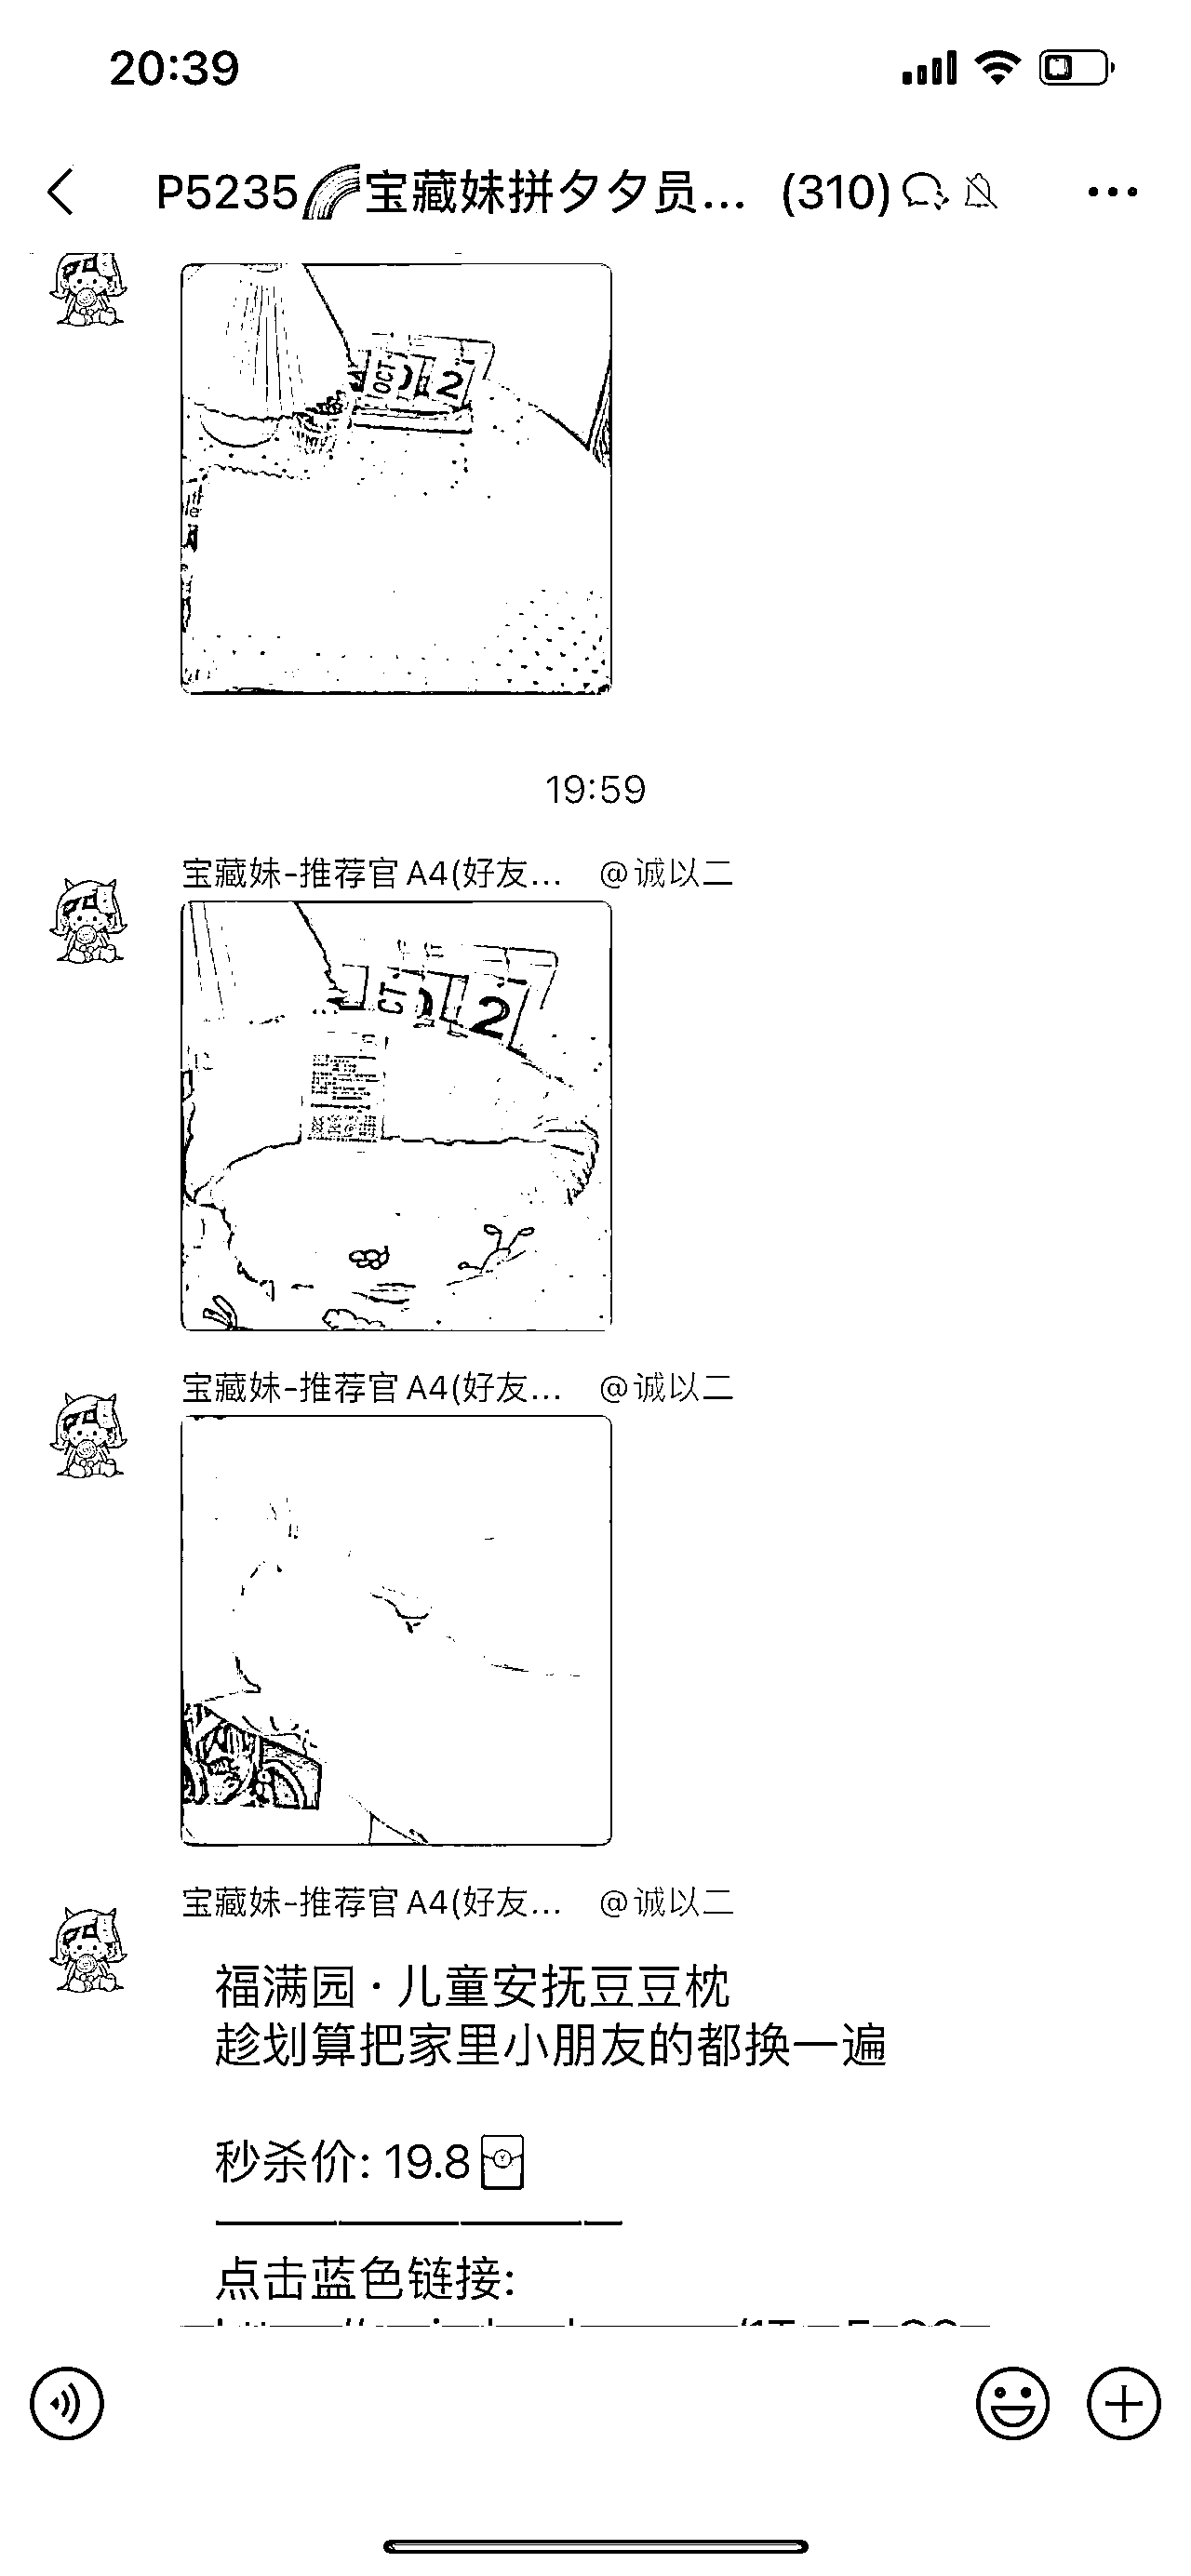 20:39
P5235🌈宝藏妹拼夕夕员... (310)
OCT 2
19:59
宝藏妹-推荐官 A4(好友... @诚以二
CT 2
宝藏妹-推荐官 A4(好友... @诚以二
宝藏妹-推荐官 A4(好友... @诚以二
福满园 · 儿童安抚豆豆枕
趁划算把家里小朋友的都换一遍
秒杀价: 19.8
———————
点击蓝色链接: